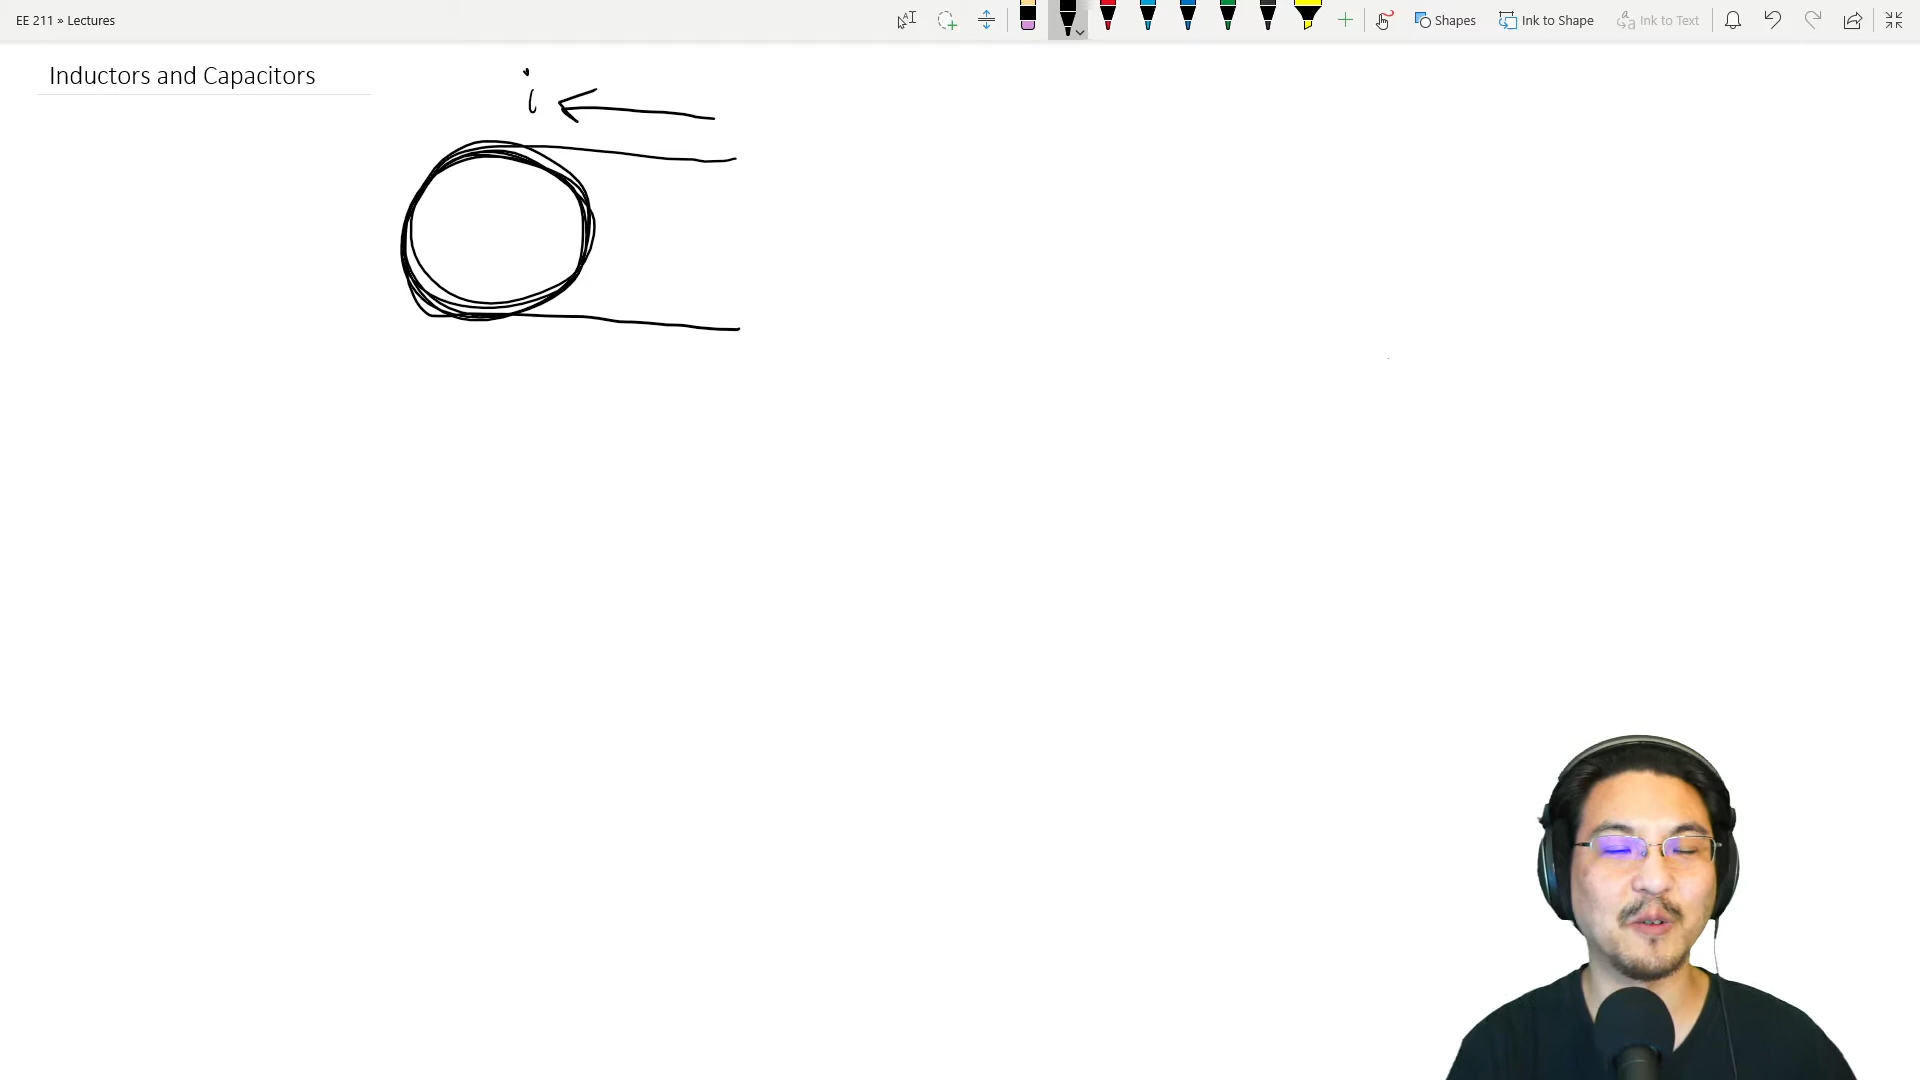 EE 211 » Lectures
Shapes
Ink to Shape
Ink to Text
Inductors and Capacitors
i